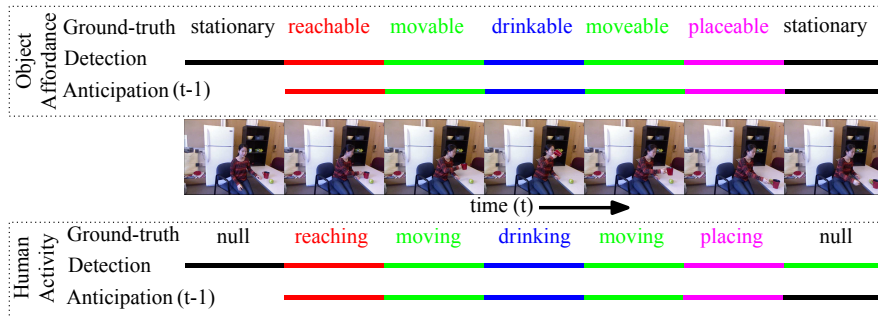 Object Affordance
Ground-truth stationary reachable movable drinkable moveable placeable stationary
Detection
Anticipation (t-1)
time (t)
Human Activity
Ground-truth null reaching moving drinking moving placing null
Detection
Anticipation (t-1)